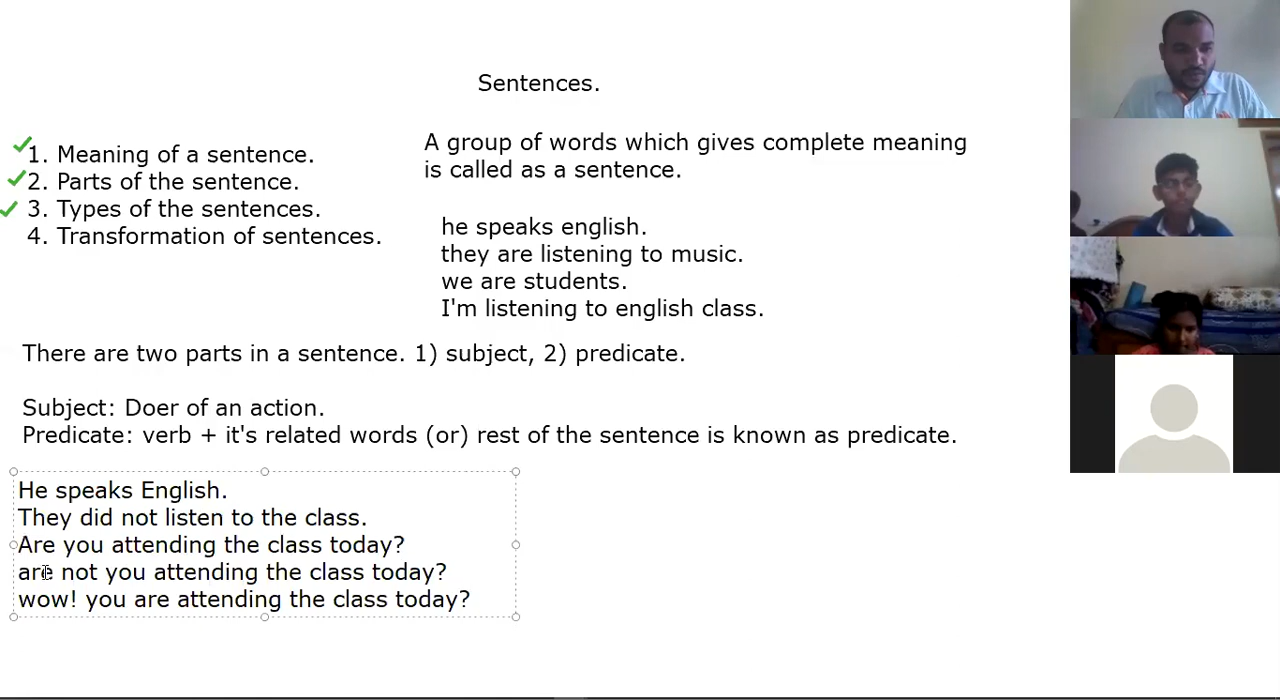 Sentences.
1. Meaning of a sentence.
2. Parts of the sentence.
3. Types of the sentences.
4. Transformation of sentences.
A group of words which gives complete meaning
is called as a sentence.
he speaks english.
they are listening to music.
we are students.
I'm listening to english class.
There are two parts in a sentence. 1) subject, 2) predicate.
Subject: Doer of an action.
Predicate: verb + it's related words (or) rest of the sentence is known as predicate.
He speaks English.
They did not listen to the class.
Are you attending the class today?
are not you attending the class today?
wow! you are attending the class today?